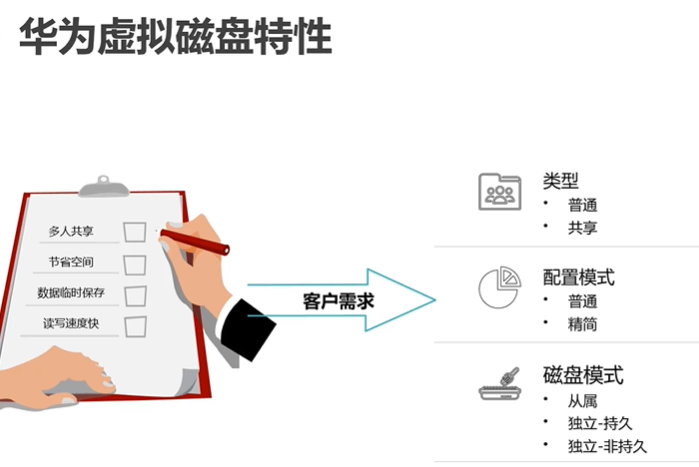 华为虚拟磁盘特性
多人共享
节省空间
数据临时保存
读写速度快
客户需求
类型
• 普通
• 共享
配置模式
• 普通
• 精简
磁盘模式
• 从属
• 独立-持久
• 独立-非持久